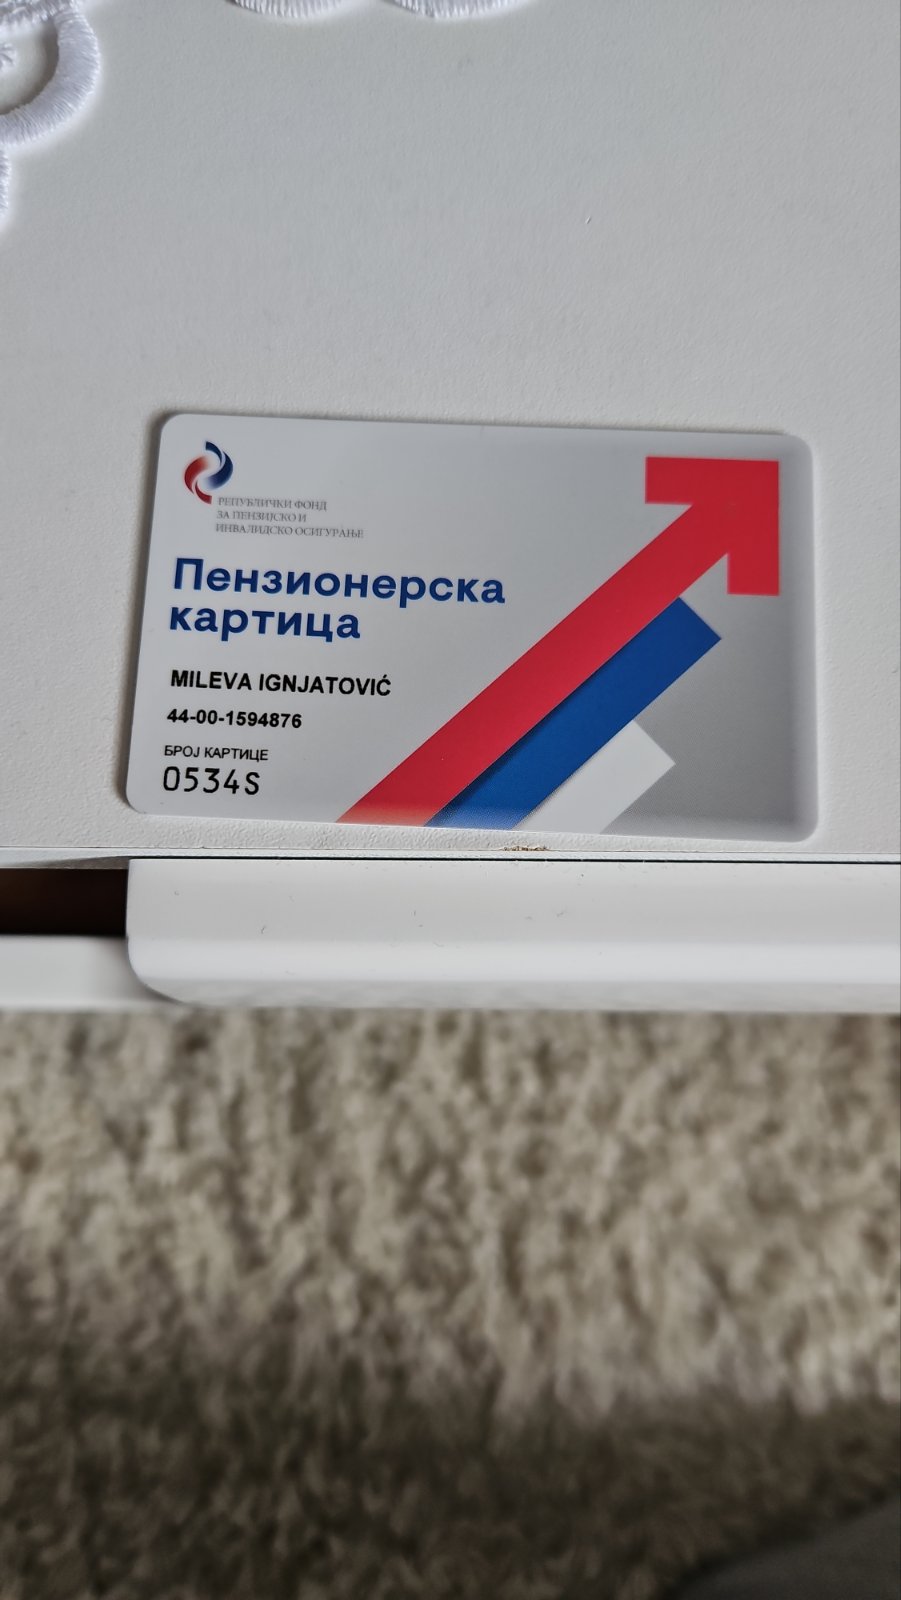 РЕПУБЛИЧКИ ФОНД
ЗА ПЕНЗИЈСКО И
ИНВАЛИДСКО ОСИГУРАЊЕ
Пензионерска
картица
MILEVA IGNJATOVIĆ
44-00-1594876
БРОЈ КАРТИЦЕ
0534S